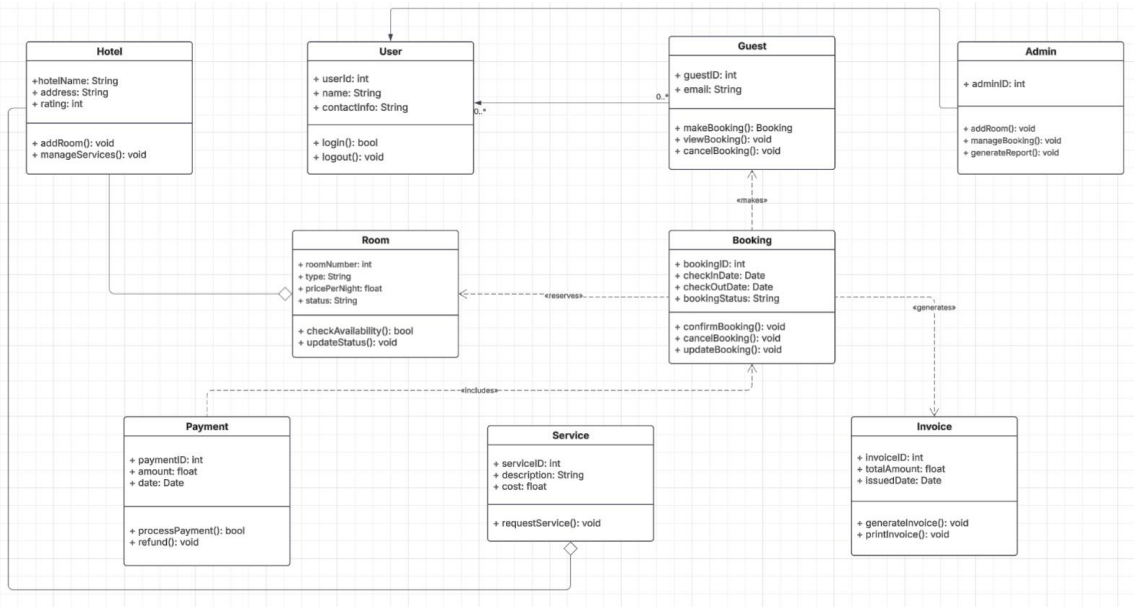 Hotel
+hotelName: String
+ address: String
+ rating: int
+ addRoom(): void
+ manageServices(): void
User
+ userId: int
+ name: String
+ contactInfo: String
+ login(): bool
+ logout(): void
0..*
0..*
Guest
+ guestID: int
+ email: String
+ makeBooking(): Booking
+ viewBooking(): void
+ cancelBooking(): void
Admin
+ adminID: int
+ addRoom(): void
+ manageBooking(): void
+ generateReport(): void
«makes»
Room
+ roomNumber: int
+ type: String
+ pricePerNight: float
+ status: String
+ checkAvailability(): bool
+ updateStatus(): void
«reserves»
Booking
+ bookingID: int
+ checkInDate: Date
+ checkOutDate: Date
+ bookingStatus: String
+ confirmBooking(): void
+ cancelBooking(): void
+ updateBooking(): void
«generates»
«includes»
Payment
+ paymentID: int
+ amount: float
+ date: Date
+ processPayment(): bool
+ refund(): void
Service
+ serviceID: int
+ description: String
+ cost: float
+ requestService(): void
Invoice
+ invoiceID: int
+ totalAmount: float
+ issuedDate: Date
+ generateInvoice(): void
+ printInvoice(): void